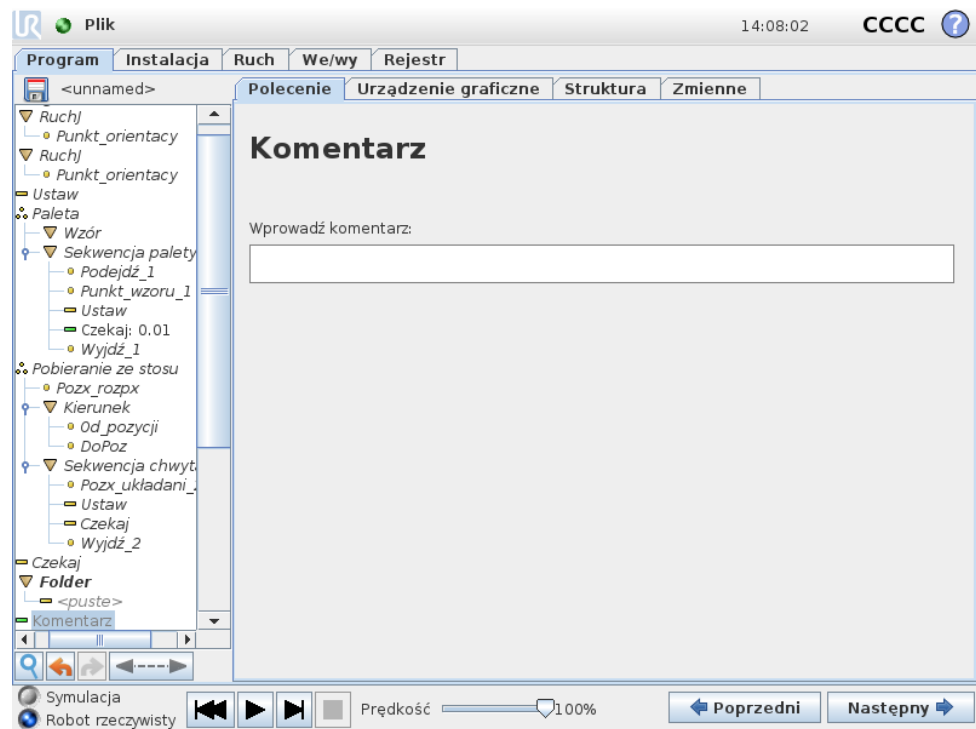 UR Plik 14:08:02 CCCC ?
Program Instalacja Ruch We/wy Rejestr
<unnamed> Polecenie Urządzenie graficzne Struktura Zmienne
RuchJ
Punkt_orientacy
RuchJ
Punkt_orientacy
Ustaw
Paleta
Wzór
Sekwencja palety
Podejdź_1
Punkt_wzoru_1
Ustaw
Czekaj: 0.01
Wyjdź_1
Pobieranie ze stosu
Pozx_rozpx
Kierunek
Od_pozycji
DoPoz
Sekwencja chwyt
Pozx_układani_
Ustaw
Czekaj
Wyjdź_2
Czekaj
Folder
<puste>
Komentarz
Komentarz
Wprowadź komentarz:
Symulacja
Robot rzeczywisty
Prędkość 100%
Poprzedni Następny